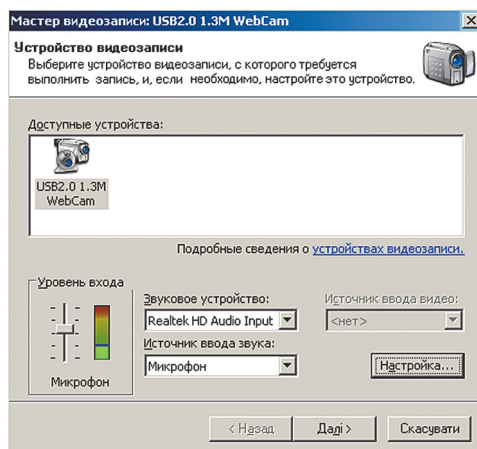 Мастер видеозаписи: USB2.0 1.3M WebCam
Устройство видеозаписи
Выберите устройство видеозаписи, с которого требуется
выполнить запись, и, если необходимо, настройте это устройство.
Доступные устройства:
USB2.0 1.3M
WebCam
Подробные сведения о устройствах видеозаписи.
Уровень входа
Микрофон
Звуковое устройство:
Realtek HD Audio Input
Источник ввода звука:
Микрофон
Источник ввода видео:
<нет>
Настройка...
< Назад
Далі >
Скасувати